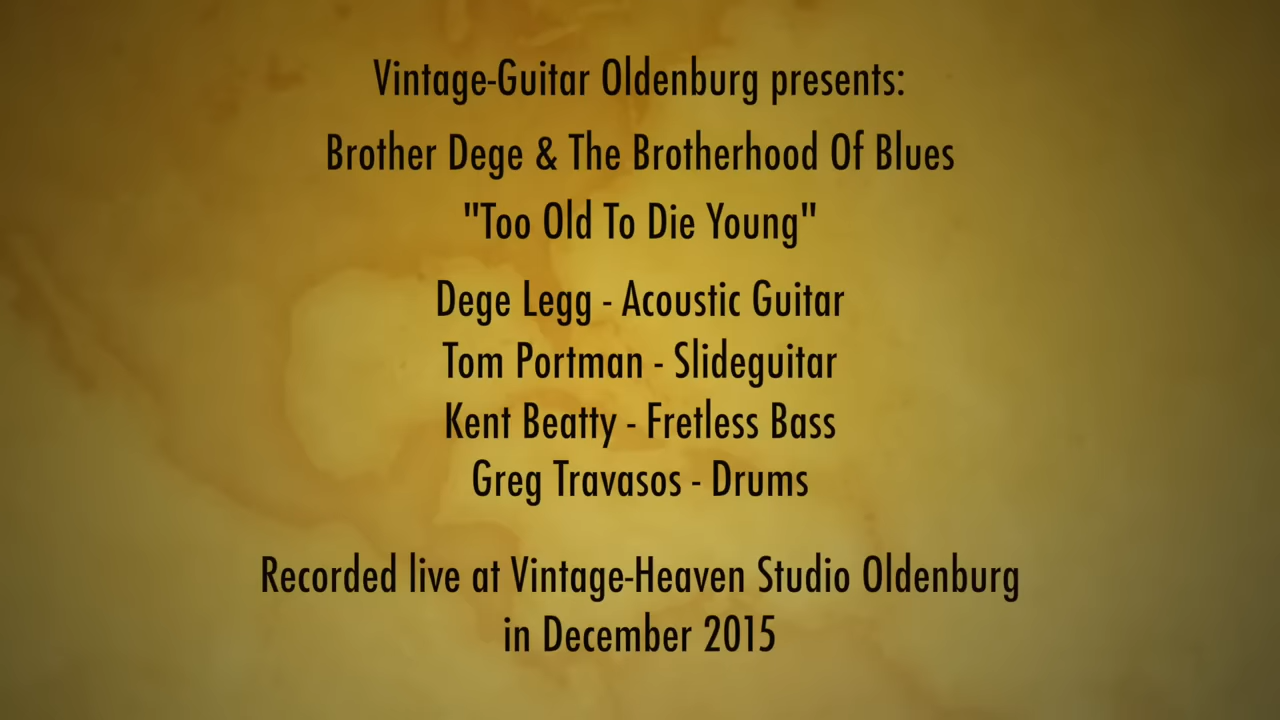 Vintage-Guitar Oldenburg presents:
Brother Dege & The Brotherhood Of Blues
"Too Old To Die Young"
Dege Legg - Acoustic Guitar
Tom Portman - Slideguitar
Kent Beatty - Fretless Bass
Greg Travasos - Drums
Recorded live at Vintage-Heaven Studio Oldenburg
in December 2015